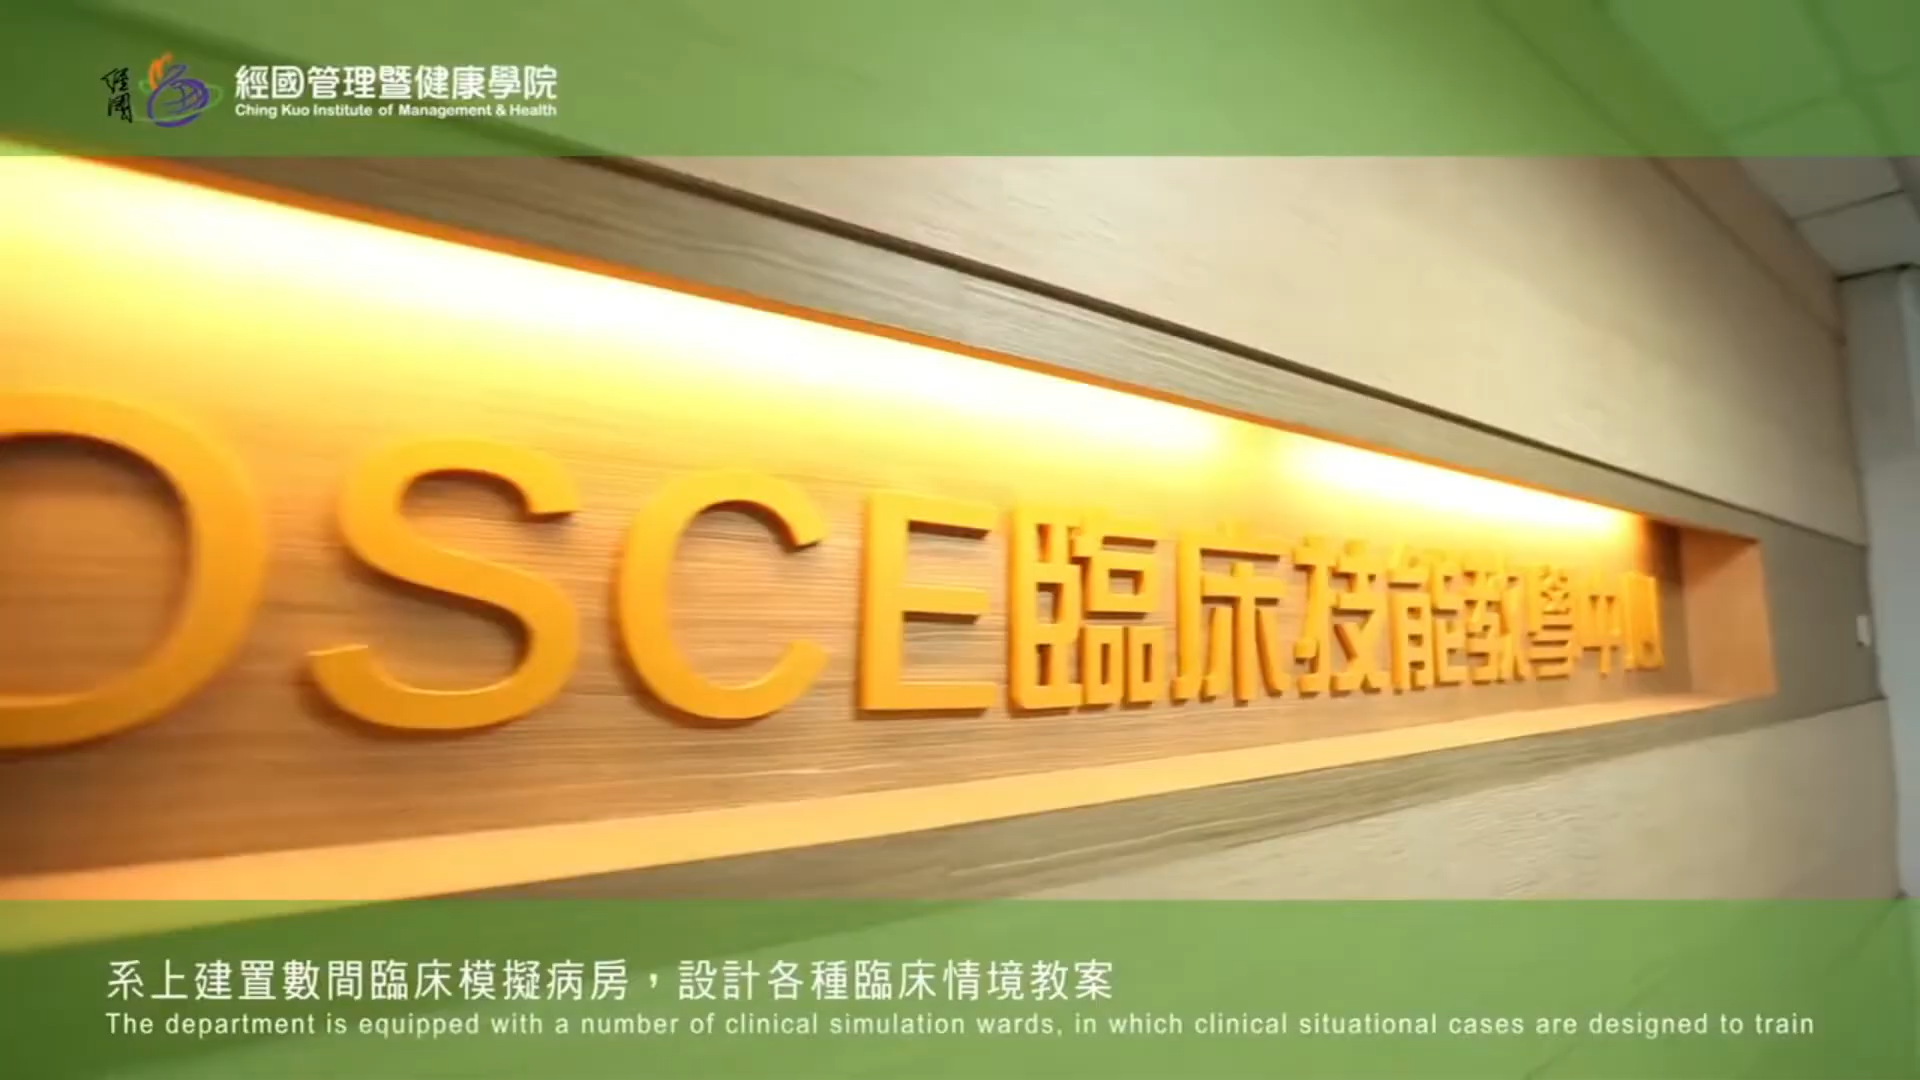 經國
經國管理暨健康學院
Ching Kuo Institute of Management & Health
OSCE臨床技能教學中心
系上建置數間臨床模擬病房，設計各種臨床情境教案
The department is equipped with a number of clinical simulation wards, in which clinical situational cases are designed to train